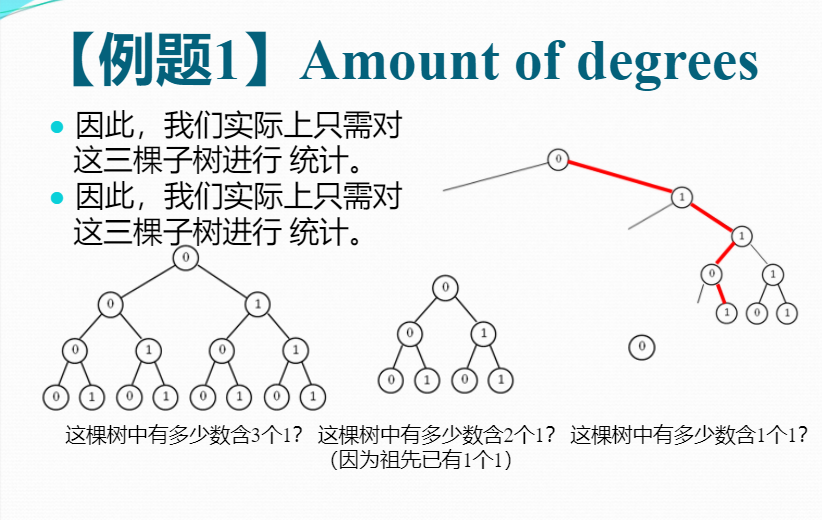 【例题1】Amount of degrees
因此，我们实际上只需对
这三棵子树进行 统计。
因此，我们实际上只需对
这三棵子树进行 统计。
0
1
1
0 1
1 0 1
0
0 1
0 1 0 1
0 1 0 1 0 1 0 1
0
0 1
0 1 0 1
0
这棵树中有多少数含3个1？ 这棵树中有多少数含2个1？ 这棵树中有多少数含1个1？
（因为祖先已有1个1）